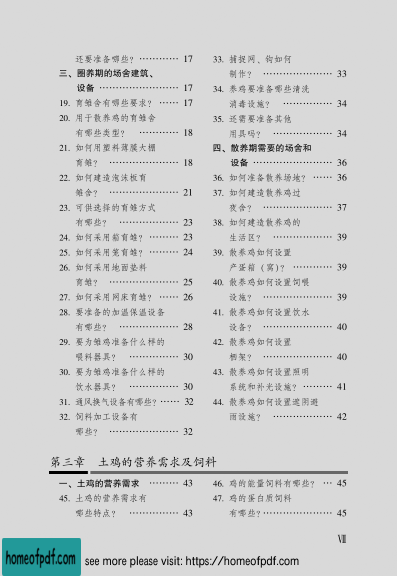 还要准备哪些？ ………… 17
三、圈养期的场舍建筑、
设备 …………………… 17
19. 育雏舍有哪些要求？ …… 17
20. 用于散养鸡的育雏舍
有哪些类型？ ………… 18
21. 如何用塑料薄膜大棚
育雏？ ………………… 18
22. 如何建造泡沫板育
雏舍？ ………………… 21
23. 可供选择的育雏方式
有哪些？ ……………… 23
24. 如何采用箱育雏？ ……… 23
25. 如何采用笼育雏？ ……… 24
26. 如何采用地面垫料
育雏？ ………………… 25
27. 如何采用网床育雏？ …… 26
28. 要准备的加温保温设备
有哪些？ ……………… 28
29. 要为雏鸡准备什么样的
喂料器具？ …………… 30
30. 要为雏鸡准备什么样的
饮水器具？ …………… 30
31. 通风换气设备有哪些？ …… 32
32. 饲料加工设备有
哪些？ ………………… 32
33. 捕捉网、钩如何
制作？ ………………… 33
34. 养鸡要准备哪些清洗
消毒设施？ …………… 34
35. 还需要准备其他
用具吗？ ……………… 34
四、散养期需要的场舍和
设备 …………………… 36
36. 如何准备散养场地？ …… 36
37. 如何建造散养鸡过
夜舍？ ………………… 37
38. 如何建造散养鸡的
生活区？ ……………… 39
39. 散养鸡如何设置
产蛋箱（窝）？ ………… 39
40. 散养鸡如何设置饲喂
设施？ ………………… 39
41. 散养鸡如何设置饮水
设备？ ………………… 40
42. 散养鸡如何设置
栖架？ ………………… 40
43. 散养鸡如何设置照明
系统和补光设施？ ……… 41
44. 散养鸡如何设置遮阴避
雨设施？ ……………… 42
第三章 土鸡的营养需求及饲料
一、土鸡的营养需求 ……… 43
45. 土鸡的营养需求有
哪些特点？ …………… 43
46. 鸡的能量饲料有哪些？ … 45
47. 鸡的蛋白质饲料
有哪些？ ……………… 45
Ⅶ
homeofpdf.com
see more please visit: https://homeofpdf.com